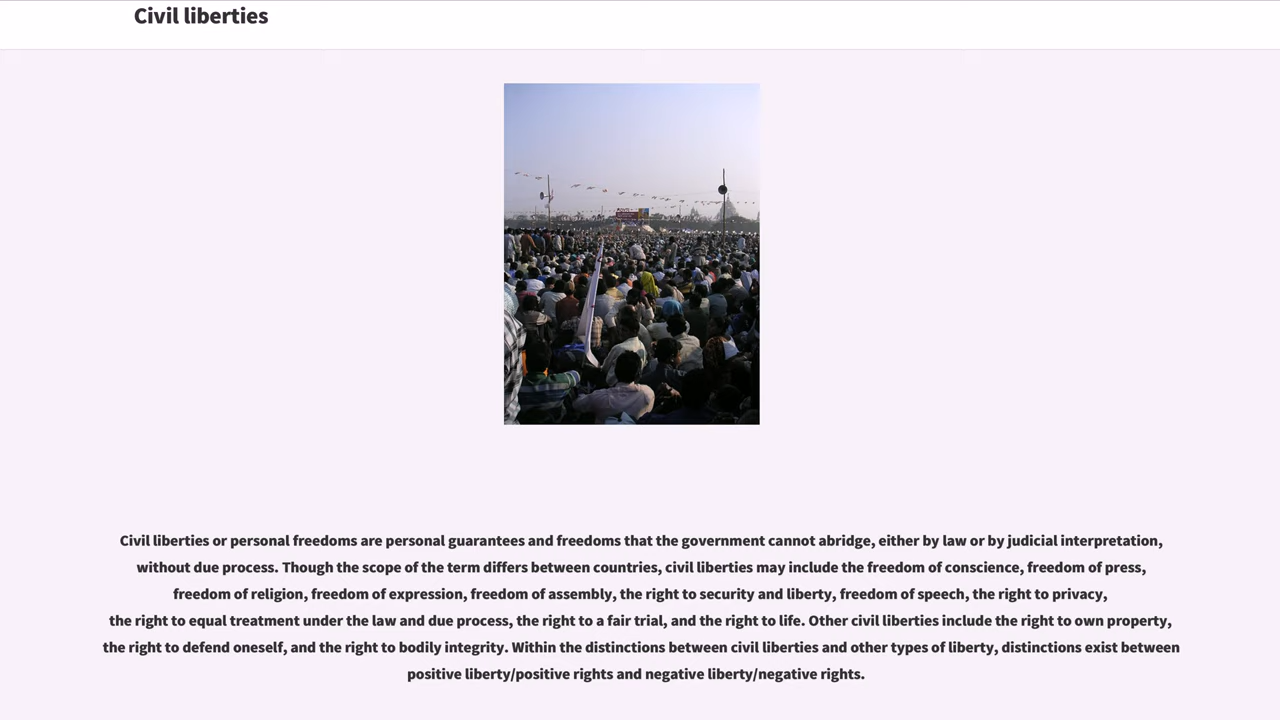 Civil liberties
Civil liberties or personal freedoms are personal guarantees and freedoms that the government cannot abridge, either by law or by judicial interpretation,
without due process. Though the scope of the term differs between countries, civil liberties may include the freedom of conscience, freedom of press,
freedom of religion, freedom of expression, freedom of assembly, the right to security and liberty, freedom of speech, the right to privacy,
the right to equal treatment under the law and due process, the right to a fair trial, and the right to life. Other civil liberties include the right to own property,
the right to defend oneself, and the right to bodily integrity. Within the distinctions between civil liberties and other types of liberty, distinctions exist between
positive liberty/positive rights and negative liberty/negative rights.